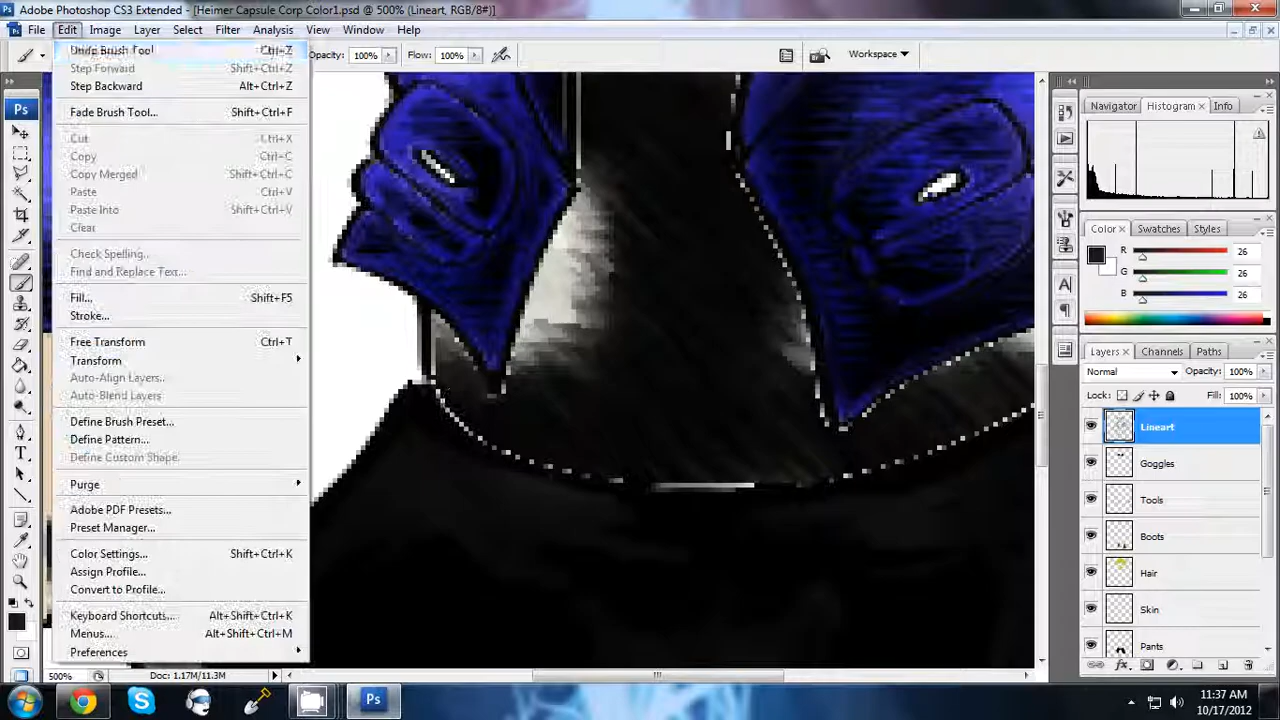 Adobe Photoshop CS3 Extended - [Heimer Capsule Corp Color1.psd @ 500% (Lineart, RGB/8#)]
File Edit Image Layer Select Filter Analysis View Window Help
Opacity: 100% Flow: 100% Workspace
Undo Brush Tool Ctrl+Z
Step Forward Shift+Ctrl+Z
Step Backward Alt+Ctrl+Z
Fade Brush Tool... Shift+Ctrl+F
Cut Ctrl+X
Copy Ctrl+C
Copy Merged Shift+Ctrl+C
Paste Ctrl+V
Paste Into Shift+Ctrl+V
Clear
Check Spelling...
Find and Replace Text...
Fill... Shift+F5
Stroke...
Free Transform Ctrl+T
Transform
Auto-Align Layers...
Auto-Blend Layers
Define Brush Preset...
Define Pattern...
Define Custom Shape...
Purge
Adobe PDF Presets...
Preset Manager...
Color Settings... Shift+Ctrl+K
Assign Profile...
Convert to Profile...
Keyboard Shortcuts... Alt+Shift+Ctrl+K
Menus... Alt+Shift+Ctrl+M
Preferences
Ps
Navigator Histogram Info
Color Swatches Styles
R 26
G 26
B 26
Layers Channels Paths
Normal Opacity: 100%
Lock: Fill: 100%
Lineart
Goggles
Tools
Boots
Hair
Skin
Pants
500% Doc: 1.17M/11.3M
Ps
11:37 AM
10/17/2012